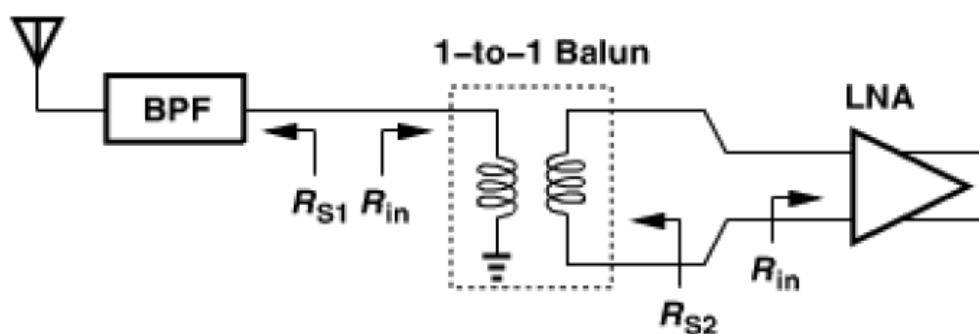 1–to–1 Balun
LNA
BPF
RS1 Rin
Rin
RS2